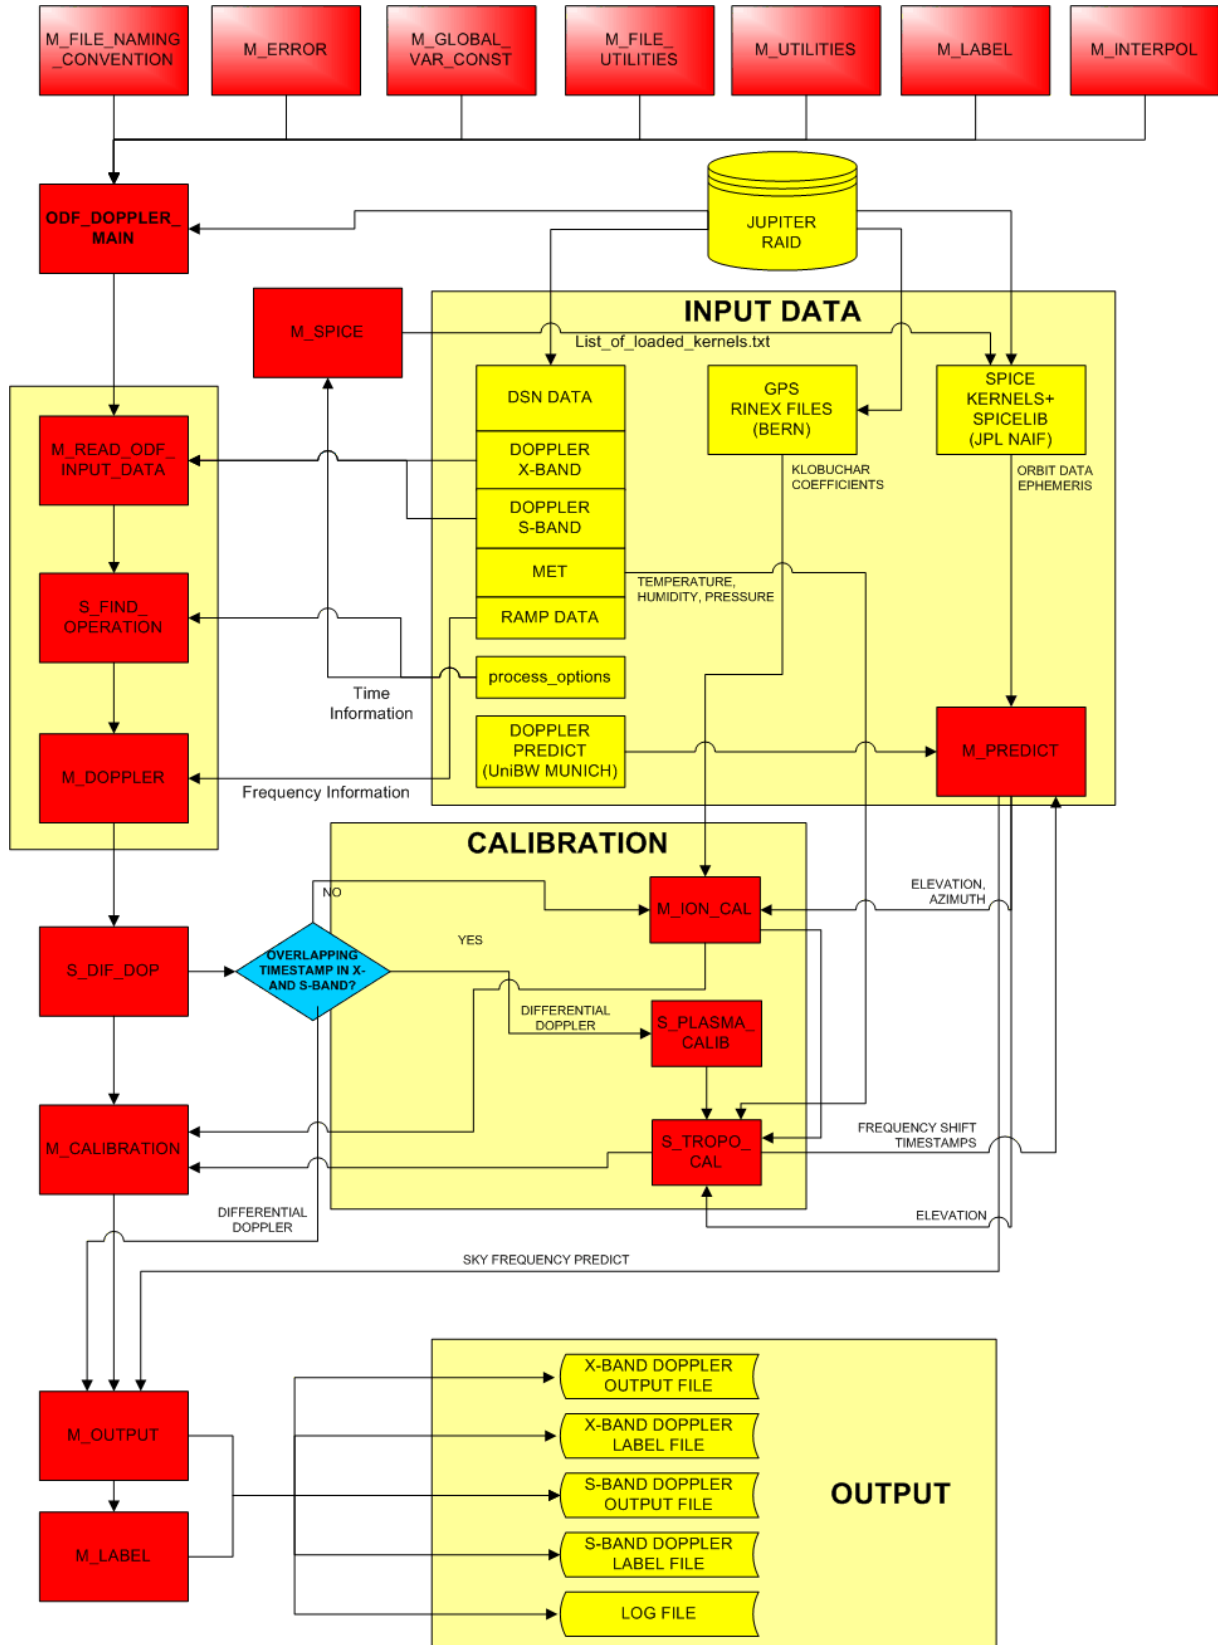 M_FILE_NAMING
_CONVENTION
M_ERROR
M_GLOBAL_
VAR_CONST
M_FILE_
UTILITIES
M_UTILITIES
M_LABEL
M_INTERPOL
ODF_DOPPLER_
MAIN
JUPITER
RAID
M_SPICE
INPUT DATA
List_of_loaded_kernels.txt
DSN DATA
GPS
RINEX FILES
(BERN)
SPICE
KERNELS+
SPICELIB
(JPL NAIF)
M_READ_ODF_
INPUT_DATA
DOPPLER
X-BAND
KLOBUCHAR
COEFFICIENTS
ORBIT DATA
EPHEMERIS
DOPPLER
S-BAND
MET
TEMPERATURE,
HUMIDITY, PRESSURE
S_FIND_
OPERATION
RAMP DATA
process_options
Time
Information
DOPPLER
PREDICT
(UniBW MUNICH)
M_PREDICT
M_DOPPLER
Frequency Information
CALIBRATION
NO
M_ION_CAL
ELEVATION,
AZIMUTH
YES
S_DIF_DOP
OVERLAPPING
TIMESTAMP IN X-
AND S-BAND?
DIFFERENTIAL
DOPPLER
S_PLASMA_
CALIB
M_CALIBRATION
S_TROPO_
CAL
FREQUENCY SHIFT
TIMESTAMPS
DIFFERENTIAL
DOPPLER
ELEVATION
SKY FREQUENCY PREDICT
X-BAND DOPPLER
OUTPUT FILE
M_OUTPUT
X-BAND DOPPLER
LABEL FILE
S-BAND DOPPLER
OUTPUT FILE
OUTPUT
M_LABEL
S-BAND DOPPLER
LABEL FILE
LOG FILE